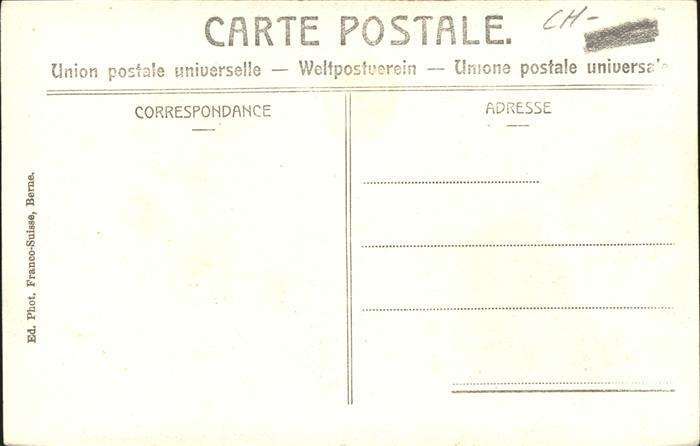 CARTE POSTALE.
CH-
Union postale universelle — Weltpostverein — Unione postale universale
CORRESPONDANCE
ADRESSE
Ed. Phot. Franco-Suisse, Berne.